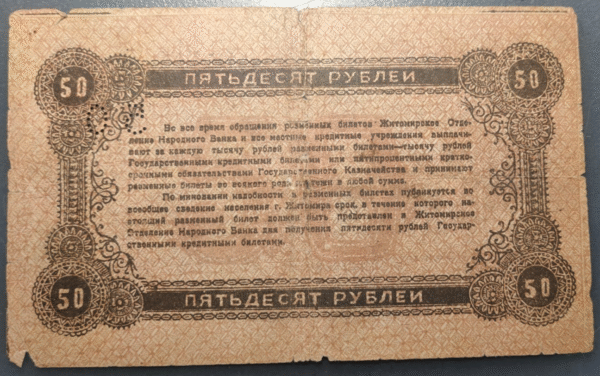 50 ПЯТЬДЕСЯТ РУБЛЕЙ 50
Во все время обращения разменных билетов Житомирское Отде-
ление Народного Банка и все местные кредитные учреждения выплачи-
вают за каждую тысячу рублей разменными билетами—тысячу рублей
Государственными кредитными билетами или пятипроцентными кратко-
срочными обязательствами Государственного Казначейства и принимают
разменные билеты во всякого рода платежи в любой сумме.
По миновании надобности в разменных билетах публикуется во
всеобщее сведение населения г. Житомира срок, в течение которого на-
стоящий разменный билет должен быть представлен в Житомирское
Отделение Народного Банка для получения пятидесяти рублей Государ-
ственными кредитными билетами.
50 ПЯТЬДЕСЯТ РУБЛЕЙ 50